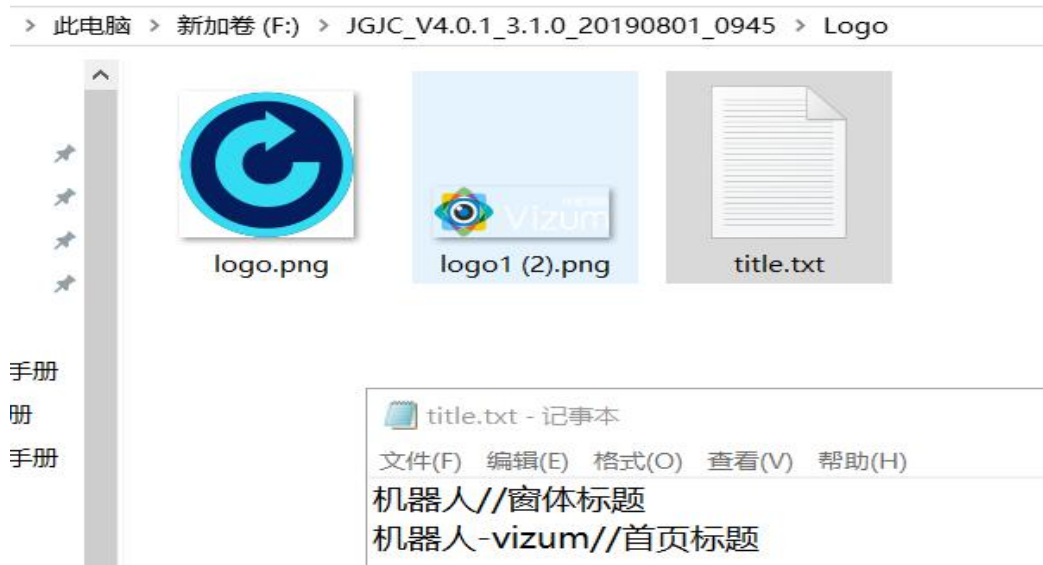 > 此电脑 > 新加卷 (F:) > JGJC_V4.0.1_3.1.0_20190801_0945 > Logo
Vizum
logo.png
logo1 (2).png
title.txt
手册
册
手册
title.txt - 记事本
文件(F) 编辑(E) 格式(O) 查看(V) 帮助(H)
机器人//窗体标题
机器人-vizum//首页标题